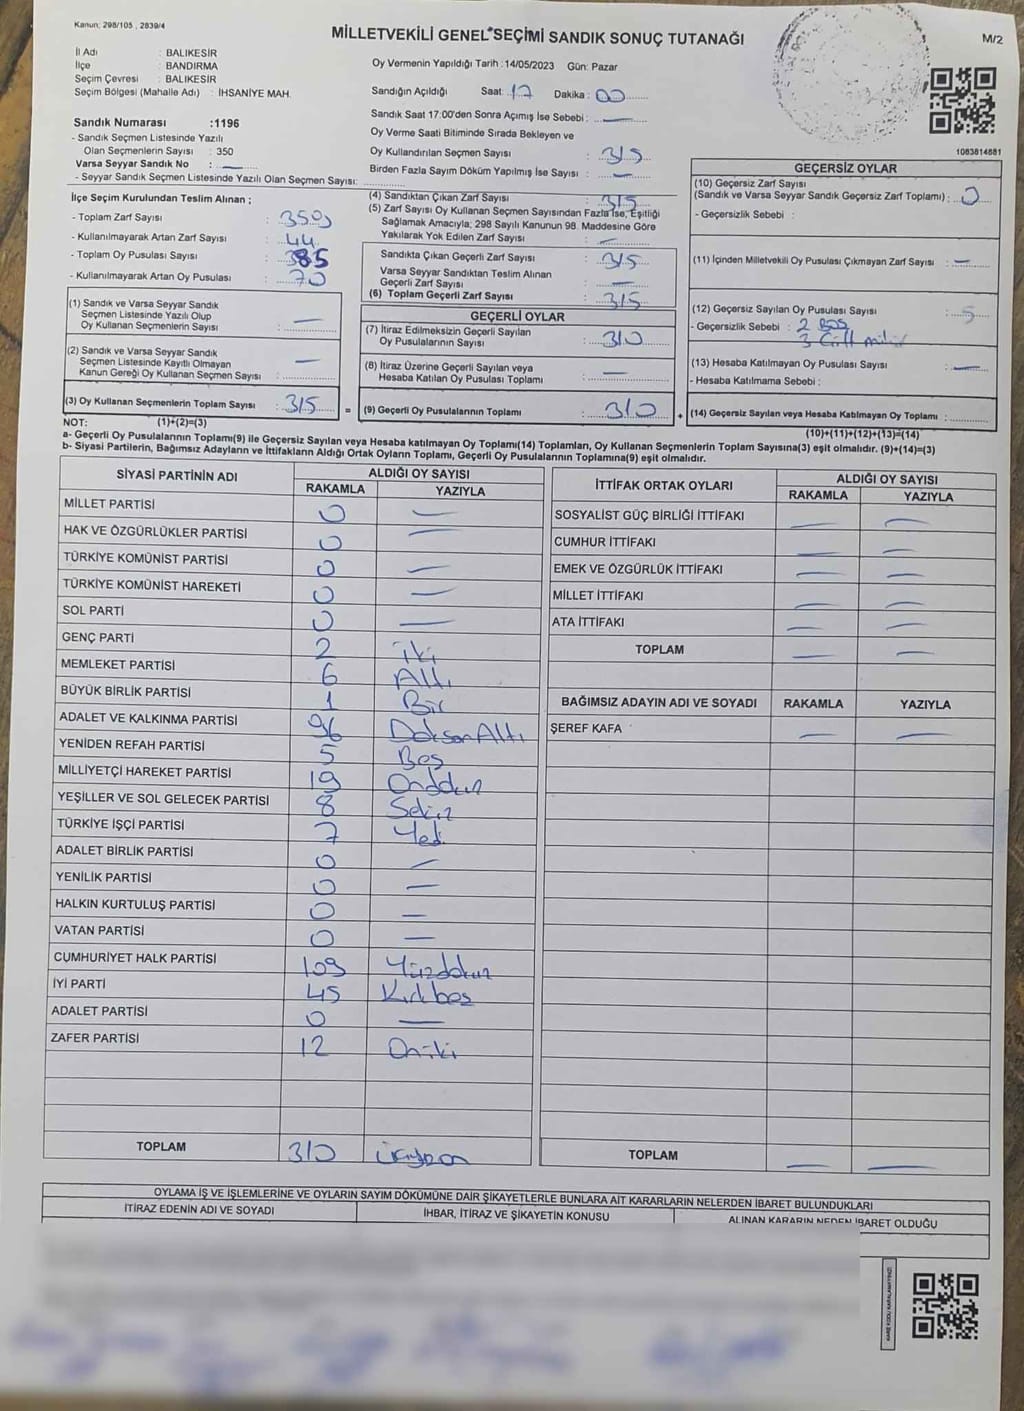 Kanun; 298/105 , 2839/4
MİLLETVEKİLİ GENEL SEÇİMİ SANDIK SONUÇ TUTANAĞI
M/2
İl Adı : BALIKESİR
İlçe : BANDIRMA
Seçim Çevresi : BALIKESİR
Seçim Bölgesi (Mahalle Adı) : İHSANİYE MAH.
Oy Vermenin Yapıldığı Tarih :14/05/2023 Gün: Pazar
Sandığın Açıldığı Saat: 17 Dakika : 00
Sandık Saat 17:00'den Sonra Açımış İse Sebebi : —
Oy Verme Saati Bitiminde Sırada Bekleyen ve
Oy Kullandırılan Seçmen Sayısı : 315
Birden Fazla Sayım Döküm Yapılmış İse Sayısı : —
Sandık Numarası :1196
- Sandık Seçmen Listesinde Yazılı
Olan Seçmenlerin Sayısı : 350
Varsa Seyyar Sandık No : —
- Seyyar Sandık Seçmen Listesinde Yazılı Olan Seçmen Sayısı:
1083814681
İlçe Seçim Kurulundan Teslim Alınan ;
- Toplam Zarf Sayısı : 359
- Kullanılmayarak Artan Zarf Sayısı : 44
- Toplam Oy Pusulası Sayısı : 385
- Kullanılmayarak Artan Oy Pusulası : 70
(1) Sandık ve Varsa Seyyar Sandık
Seçmen Listesinde Yazılı Olup
Oy Kullanan Seçmenlerin Sayısı : —
(2) Sandık ve Varsa Seyyar Sandık
Seçmen Listesinde Kayıtlı Olmayan
Kanun Gereği Oy Kullanan Seçmen Sayısı : —
(3) Oy Kullanan Seçmenlerin Toplam Sayısı : 315
(4) Sandıktan Çıkan Zarf Sayısı : 315
(5) Zarf Sayısı Oy Kullanan Seçmen Sayısından Fazla İse, Eşitliği
Sağlamak Amacıyla; 298 Sayılı Kanunun 98. Maddesine Göre
Yakılarak Yok Edilen Zarf Sayısı : —
Sandıkta Çıkan Geçerli Zarf Sayısı : 315
Varsa Seyyar Sandıktan Teslim Alınan
Geçerli Zarf Sayısı : —
(6) Toplam Geçerli Zarf Sayısı : 315
GEÇERLİ OYLAR
(7) İtiraz Edilmeksizin Geçerli Sayılan
Oy Pusulalarının Sayısı : 310
(8) İtiraz Üzerine Geçerli Sayılan veya
Hesaba Katılan Oy Pusulası Toplamı : —
= (9) Geçerli Oy Pusulalarının Toplamı : 310 +
GEÇERSİZ OYLAR
(10) Geçersiz Zarf Sayısı
(Sandık ve Varsa Seyyar Sandık Geçersiz Zarf Toplamı) : 0
- Geçersizlik Sebebi :
(11) İçinden Milletvekili Oy Pusulası Çıkmayan Zarf Sayısı : —
(12) Geçersiz Sayılan Oy Pusulası Sayısı : 5
- Geçersizlik Sebebi : 2 Boş
3 Çift mühür
(13) Hesaba Katılmayan Oy Pusulası Sayısı : —
- Hesaba Katılmama Sebebi :
(14) Geçersiz Sayılan veya Hesaba Katılmayan Oy Toplamı :
NOT: (1)+(2)=(3)
(10)+(11)+(12)+(13)=(14)
a- Geçerli Oy Pusulalarının Toplamı(9) ile Geçersiz Sayılan veya Hesaba katılmayan Oy Toplamı(14) Toplamları, Oy Kullanan Seçmenlerin Toplam Sayısına(3) eşit olmalıdır. (9)+(14)=(3)
b- Siyasi Partilerin, Bağımsız Adayların ve İttifakların Aldığı Ortak Oyların Toplamı, Geçerli Oy Pusulalarının Toplamına(9) eşit olmalıdır.
SİYASİ PARTİNİN ADI ALDIĞI OY SAYISI
RAKAMLA YAZIYLA
MİLLET PARTİSİ 0 —
HAK VE ÖZGÜRLÜKLER PARTİSİ 0 —
TÜRKİYE KOMÜNİST PARTİSİ 0 —
TÜRKİYE KOMÜNİST HAREKETİ 0 —
SOL PARTİ 0 —
GENÇ PARTİ 2 iki
MEMLEKET PARTİSİ 6 Altı
BÜYÜK BİRLİK PARTİSİ 1 Bir
ADALET VE KALKINMA PARTİSİ 96 Doksan Altı
YENİDEN REFAH PARTİSİ 5 Beş
MİLLİYETÇİ HAREKET PARTİSİ 19 Ondokuz
YEŞİLLER VE SOL GELECEK PARTİSİ 8 Sekiz
TÜRKİYE İŞÇİ PARTİSİ 7 Yedi
ADALET BİRLİK PARTİSİ 0 —
YENİLİK PARTİSİ 0 —
HALKIN KURTULUŞ PARTİSİ 0 —
VATAN PARTİSİ 0 —
CUMHURİYET HALK PARTİSİ 109 Yüzdokuz
İYİ PARTİ 45 Kırkbeş
ADALET PARTİSİ 0 —
ZAFER PARTİSİ 12 Oniki
TOPLAM 310 üçyüzon
İTTİFAK ORTAK OYLARI ALDIĞI OY SAYISI
RAKAMLA YAZIYLA
SOSYALİST GÜÇ BİRLİĞİ İTTİFAKI — —
CUMHUR İTTİFAKI — —
EMEK VE ÖZGÜRLÜK İTTİFAKI — —
MİLLET İTTİFAKI — —
ATA İTTİFAKI — —
TOPLAM — —
BAĞIMSIZ ADAYIN ADI VE SOYADI RAKAMLA YAZIYLA
ŞEREF KAFA — —
TOPLAM — —
OYLAMA İŞ VE İŞLEMLERİNE VE OYLARIN SAYIM DÖKÜMÜNE DAİR ŞİKAYETLERLE BUNLARA AİT KARARLARIN NELERDEN İBARET BULUNDUKLARI
İTİRAZ EDENİN ADI VE SOYADI İHBAR, İTİRAZ VE ŞİKAYETİN KONUSU ALINAN KARARIN NEDEN İBARET OLDUĞU
KARE KODU KARALAMAYINIZ!